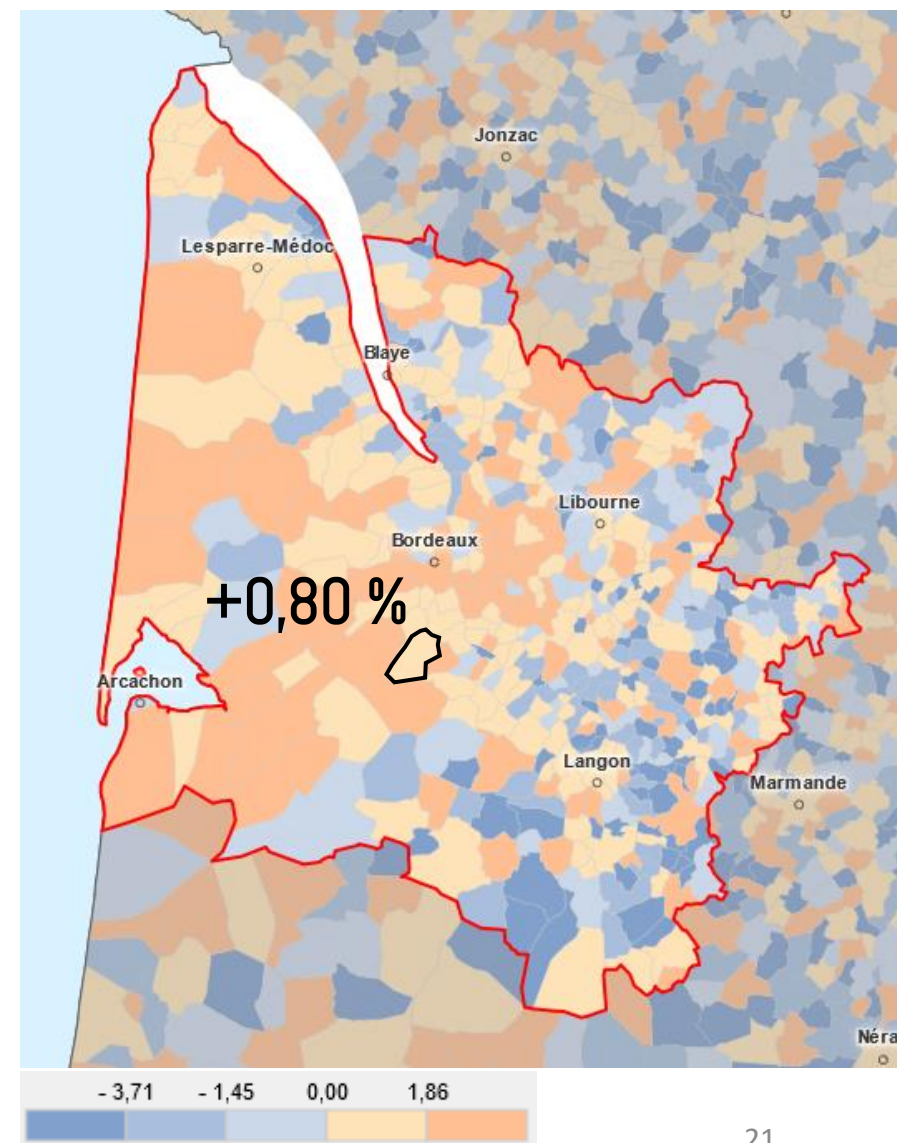 Jonzac
Lesparre-Médoc
Blaye
Libourne
Bordeaux
+0,80 %
Arcachon
Langon
Marmande
Néra
- 3,71 - 1,45 0,00 1,86
21